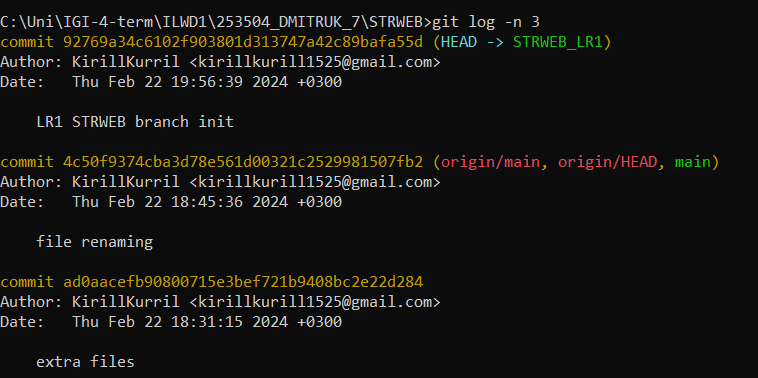 C:\Uni\IGI-4-term\ILWD1\253504_DMITRUK_7\STRWEB>git log -n 3
commit 92769a34c6102f903801d313747a42c89bafa55d (HEAD -> STRWEB_LR1)
Author: KirillKurril <kirillkurill1525@gmail.com>
Date:   Thu Feb 22 19:56:39 2024 +0300
LR1 STRWEB branch init
commit 4c50f9374cba3d78e561d00321c2529981507fb2 (origin/main, origin/HEAD, main)
Author: KirillKurril <kirillkurill1525@gmail.com>
Date:   Thu Feb 22 18:45:36 2024 +0300
file renaming
commit ad0aacefb90800715e3bef721b9408bc2e22d284
Author: KirillKurril <kirillkurill1525@gmail.com>
Date:   Thu Feb 22 18:31:15 2024 +0300
extra files